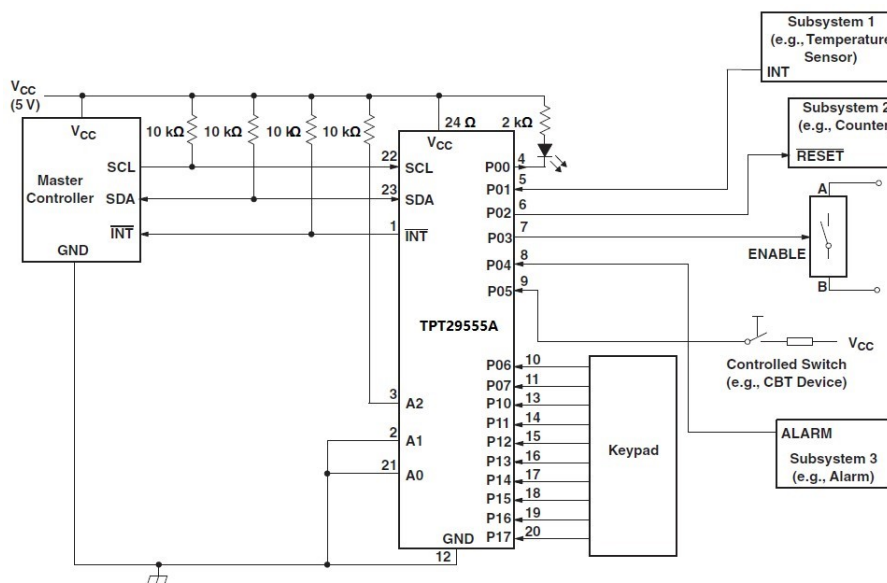 Subsystem 1
(e.g., Temperature
Sensor)
INT
VCC
(5 V)
Subsystem 2
(e.g., Counter
RESET
VCC
10 kΩ 10 kΩ 10 kΩ 10 kΩ
24 Ω
2 kΩ
VCC
Master
Controller
SCL
SDA
INT
GND
22
23
1
SCL
SDA
INT
TPT29555A
3
A2
2
A1
21
A0
GND
12
P00 4
P01 5
P02 6
P03 7
P04 8
P05 9
P06 10
P07 11
P10 13
P11 14
P12 15
P13 16
P14 17
P15 18
P16 19
P17 20
A
ENABLE
B
VCC
Controlled Switch
(e.g., CBT Device)
Keypad
ALARM
Subsystem 3
(e.g., Alarm)